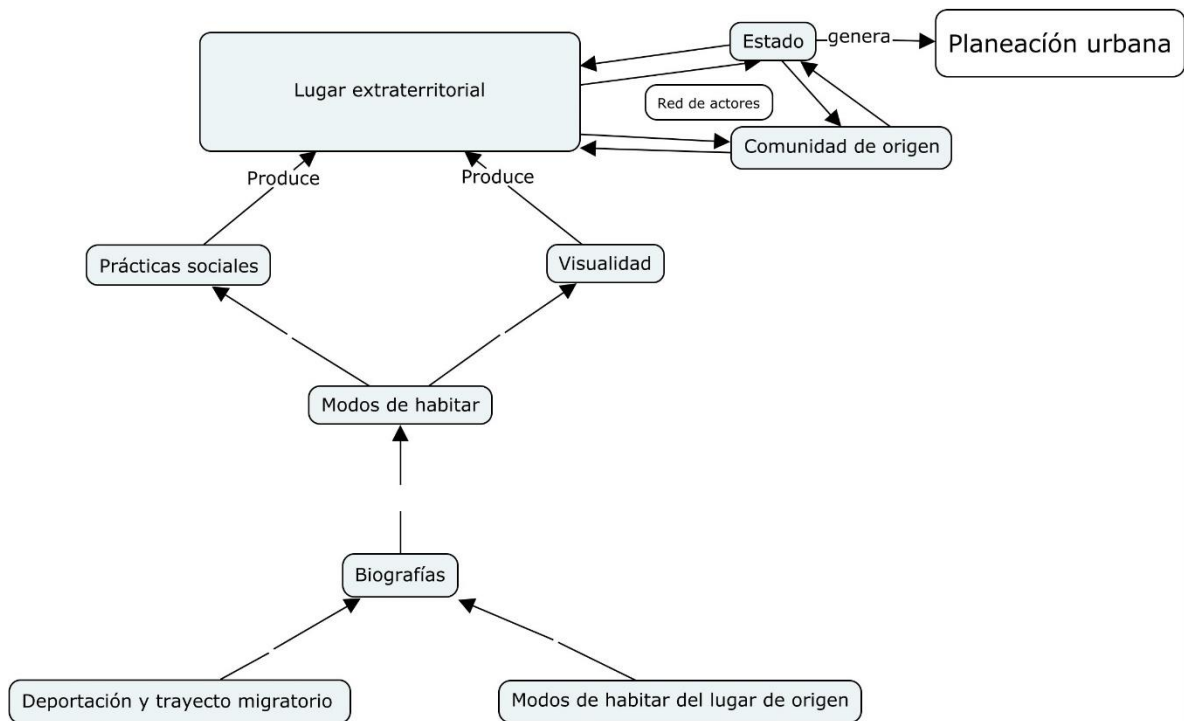 Estado
genera
Planeacíón urbana
Lugar extraterritorial
Red de actores
Comunidad de origen
Produce
Produce
Prácticas sociales
Visualidad
Modos de habitar
Biografías
Deportación y trayecto migratorio
Modos de habitar del lugar de origen